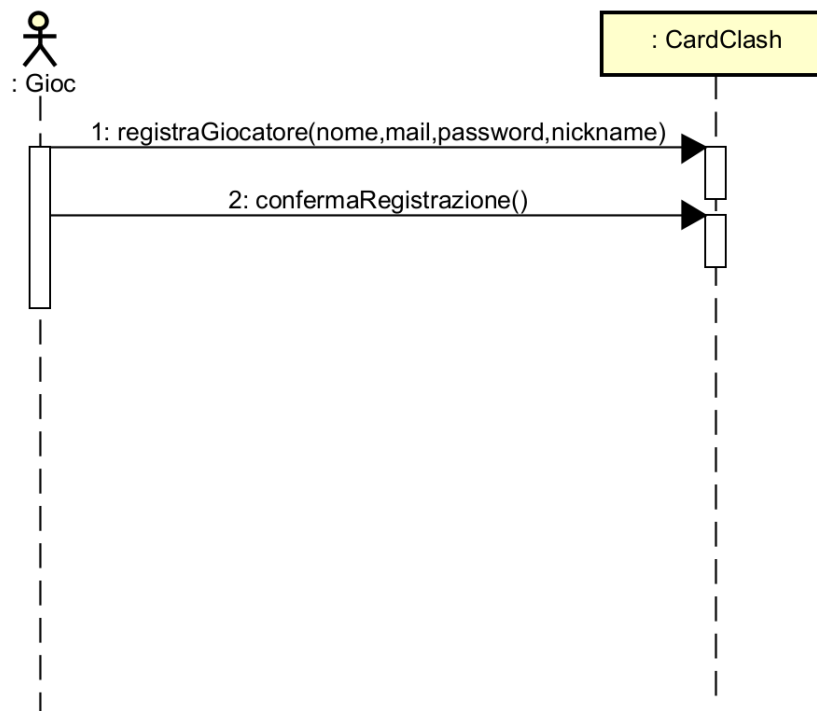 : Gioc
: CardClash
1: registraGiocatore(nome,mail,password,nickname)
2: confermaRegistrazione()